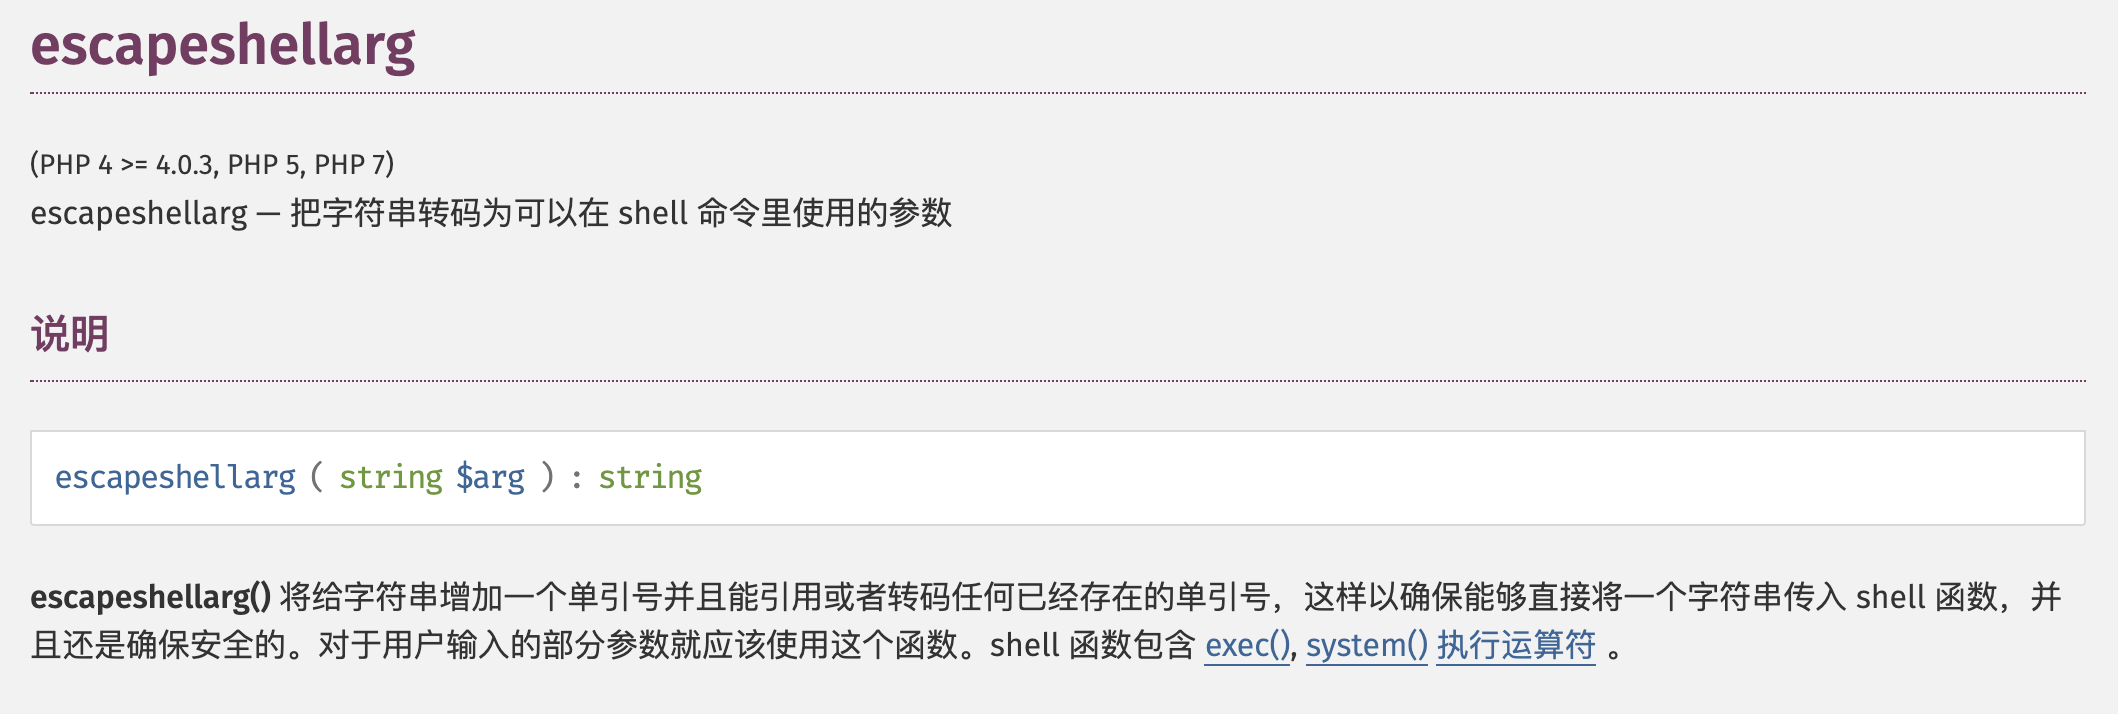 escapeshellarg
(PHP 4 >= 4.0.3, PHP 5, PHP 7)
escapeshellarg — 把字符串转码为可以在 shell 命令里使用的参数
说明
escapeshellarg ( string $arg ) : string
escapeshellarg() 将给字符串增加一个单引号并且能引用或者转码任何已经存在的单引号，这样以确保能够直接将一个字符串传入 shell 函数，并
且还是确保安全的。对于用户输入的部分参数就应该使用这个函数。shell 函数包含 exec(), system() 执行运算符 。